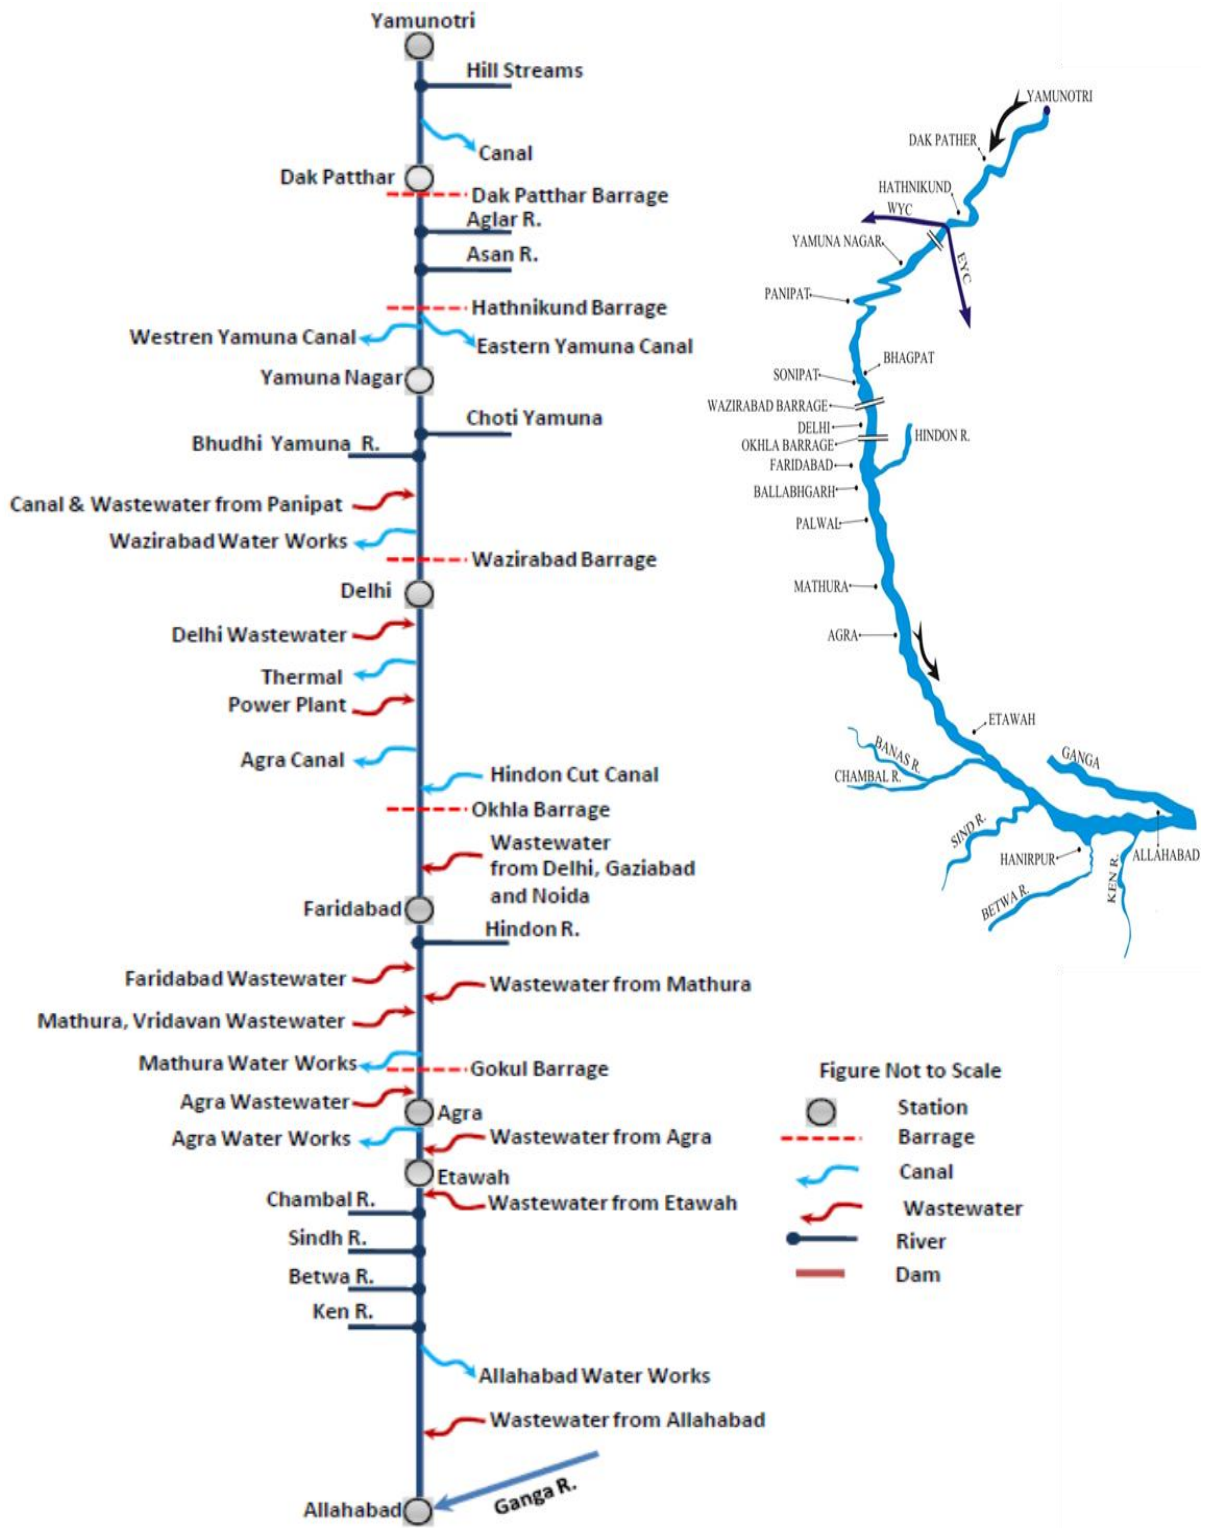 Yamunotri
Hill Streams
Canal
Dak Patthar
Dak Patthar Barrage
Aglar R.
Asan R.
Hathnikund Barrage
Westren Yamuna Canal
Eastern Yamuna Canal
Yamuna Nagar
Choti Yamuna
Bhudhi Yamuna R.
Canal & Wastewater from Panipat
Wazirabad Water Works
Wazirabad Barrage
Delhi
Delhi Wastewater
Thermal
Power Plant
Agra Canal
Hindon Cut Canal
Okhla Barrage
Wastewater
from Delhi, Gaziabad
and Noida
Faridabad
Hindon R.
Faridabad Wastewater
Wastewater from Mathura
Mathura, Vridavan Wastewater
Mathura Water Works
Gokul Barrage
Agra Wastewater
Agra
Agra Water Works
Wastewater from Agra
Etawah
Wastewater from Etawah
Chambal R.
Sindh R.
Betwa R.
Ken R.
Allahabad Water Works
Wastewater from Allahabad
Ganga R.
Allahabad
YAMUNOTRI
DAK PATHER
HATHNIKUND
WYC
EYC
YAMUNA NAGAR
PANIPAT
BHAGPAT
SONIPAT
WAZIRABAD BARRAGE
DELHI
OKHLA BARRAGE
HINDON R.
FARIDABAD
BALLABHGARH
PALWAL
MATHURA
AGRA
ETAWAH
BANAS R.
CHAMBAL R.
GANGA
SIND R.
HANIRPUR
BETWA R.
KEN R.
ALLAHABAD
Figure Not to Scale
Station
Barrage
Canal
Wastewater
River
Dam